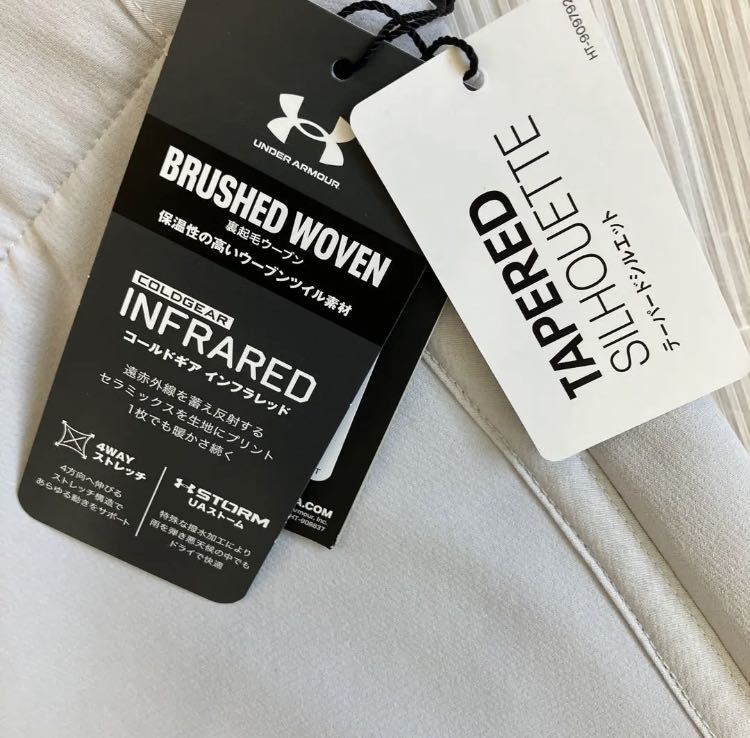 UNDER ARMOUR
BRUSHED WOVEN
裏起毛ウーブン
保温性の高いウーブンツイル素材
COLDGEAR
INFRARED
コールドギア インフラレッド
遠赤外線を蓄え反射する
セラミックスを生地にプリント
1枚でも暖かさ続く
4WAY
ストレッチ
4方向へ伸びる
ストレッチ構造で
あらゆる動きをサポート
STORM
UAストーム
特殊な撥水加工により
雨を弾き悪天候の中でも
ドライで快適
A.COM
Armour, Inc.
HT-908637
TAPERED
SILHOUETTE
テーパードシルエット
HT-909792